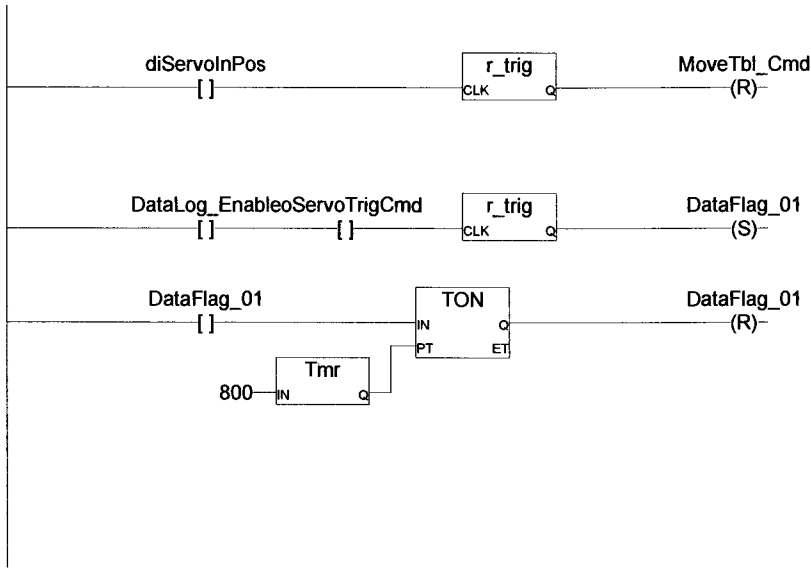 diServoInPos
r_trig
MoveTbl_Cmd
[ ]
CLK Q
(R)
DataLog_EnableoServoTrigCmd
r_trig
DataFlag_01
[ ] [ ]
CLK Q
(S)
DataFlag_01
TON
DataFlag_01
[ ]
IN Q
(R)
PT ET
Tmr
800
IN Q